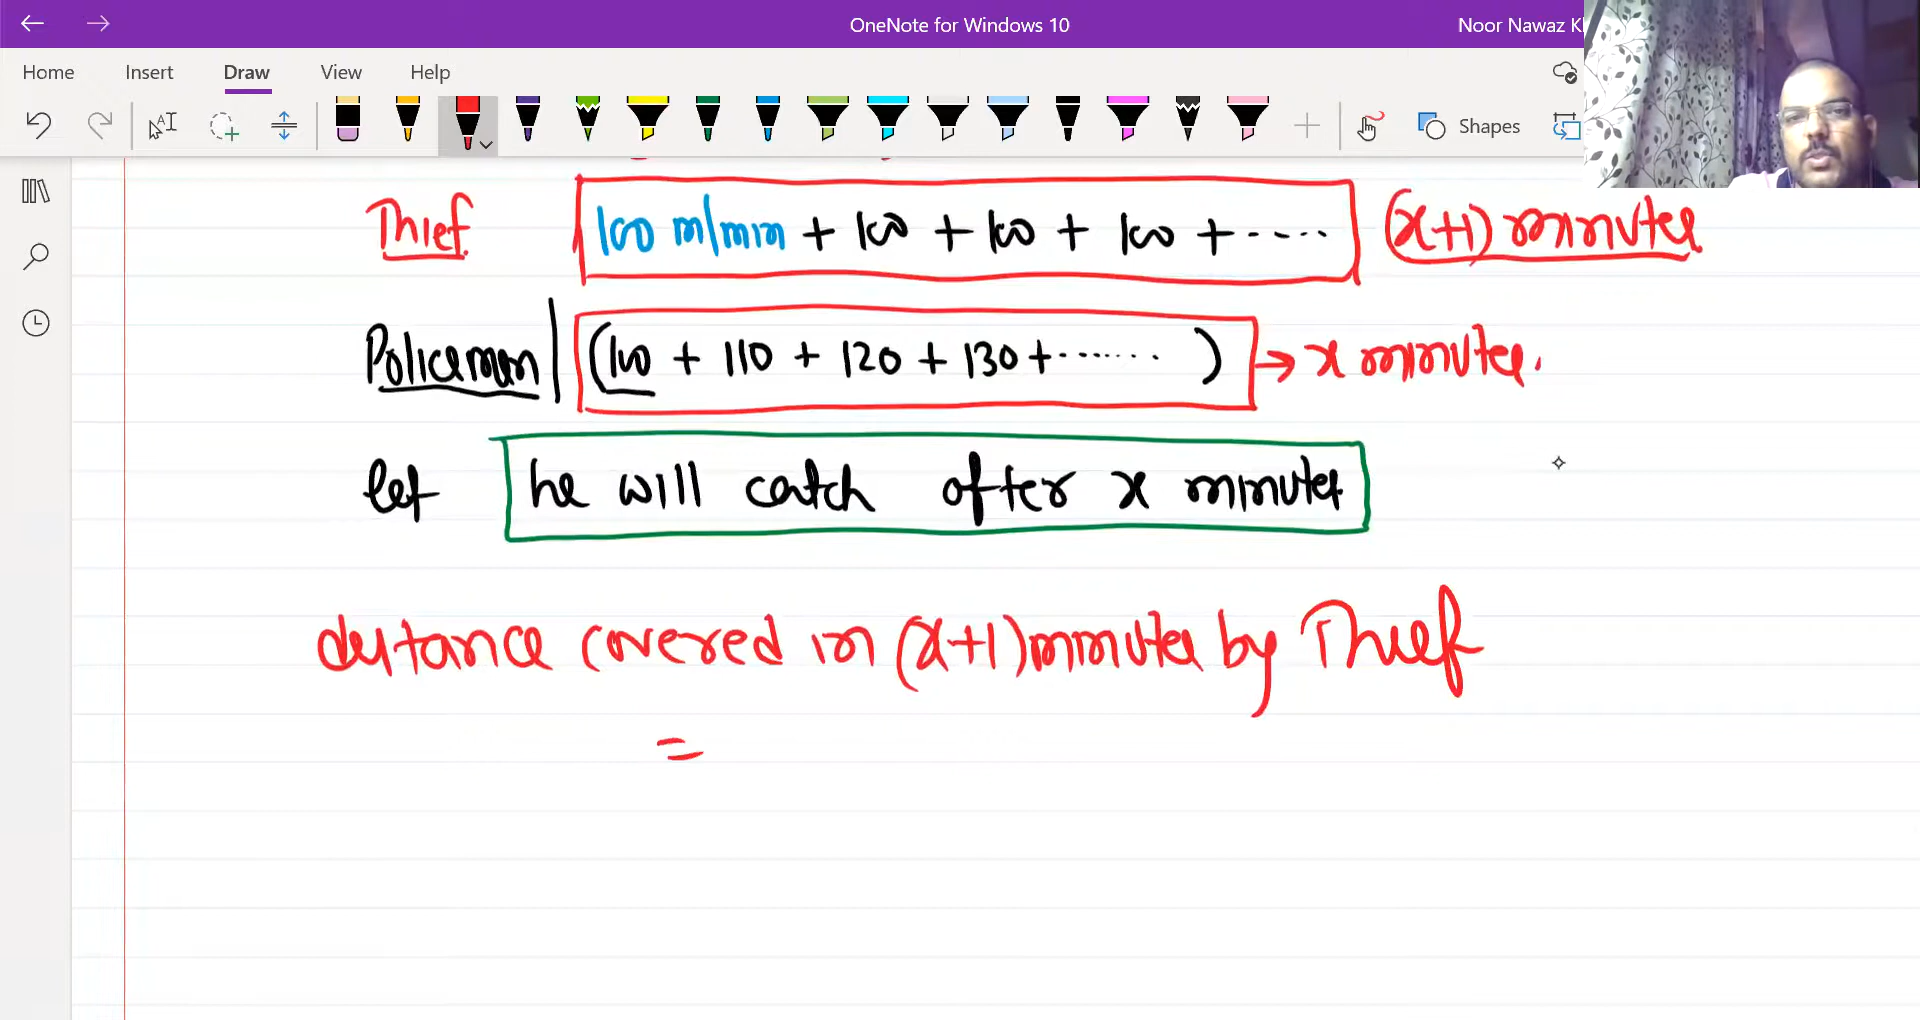 OneNote for Windows 10
Noor Nawaz K
Home Insert Draw View Help
Shapes
Thief 100 m/min + 100 + 100 + 100 + ..... (x+1) minutes
Policeman (100 + 110 + 120 + 130 + ...... ) → x minutes.
let he will catch after x minutes
distance covered in (x+1) minutes by Thief
=